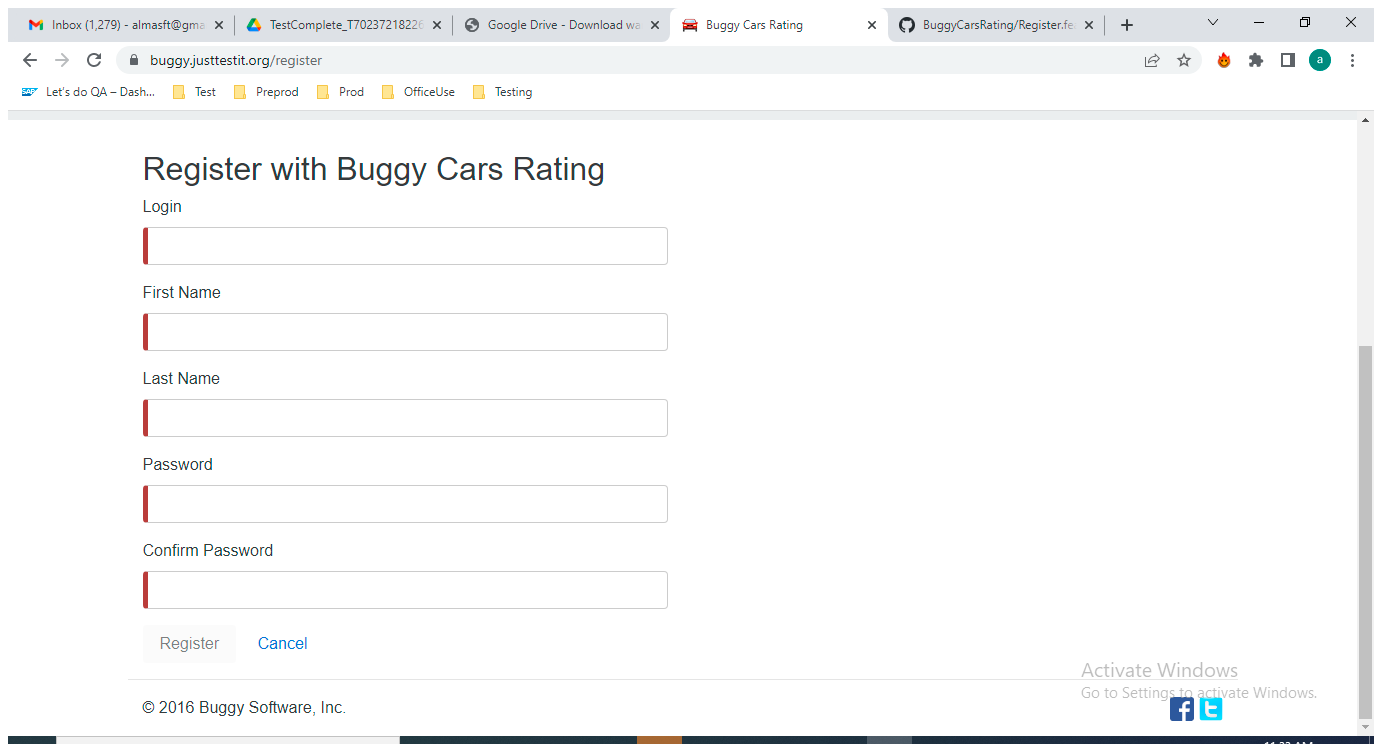 Inbox (1,279) - almasft@gma
TestComplete_T70237218226
Google Drive - Download wa
Buggy Cars Rating
BuggyCarsRating/Register.fe
buggy.justtestit.org/register
a
SAP
Let's do QA – Dash...
Test
Preprod
Prod
OfficeUse
Testing
Register with Buggy Cars Rating
Login
First Name
Last Name
Password
Confirm Password
Register
Cancel
Activate Windows
Go to Settings to activate Windows.
© 2016 Buggy Software, Inc.